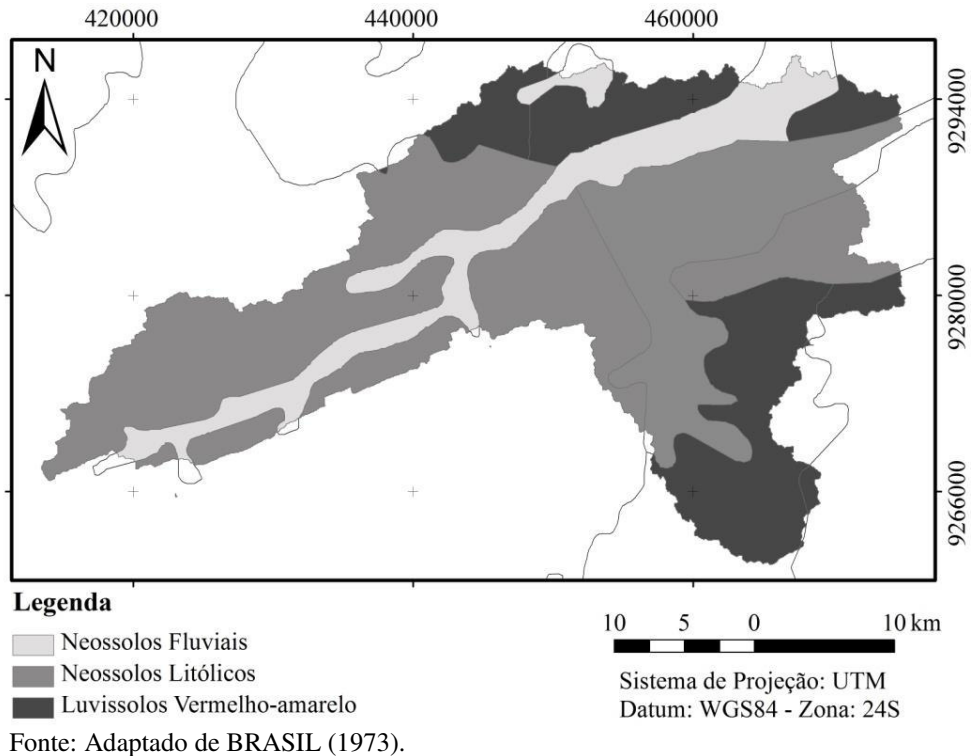 420000 440000 460000
N
9294000
9280000
9266000
Legenda
Neossolos Fluviais
Neossolos Litólicos
Luvissolos Vermelho-amarelo
10 5 0 10 km
Sistema de Projeção: UTM
Datum: WGS84 - Zona: 24S
Fonte: Adaptado de BRASIL (1973).